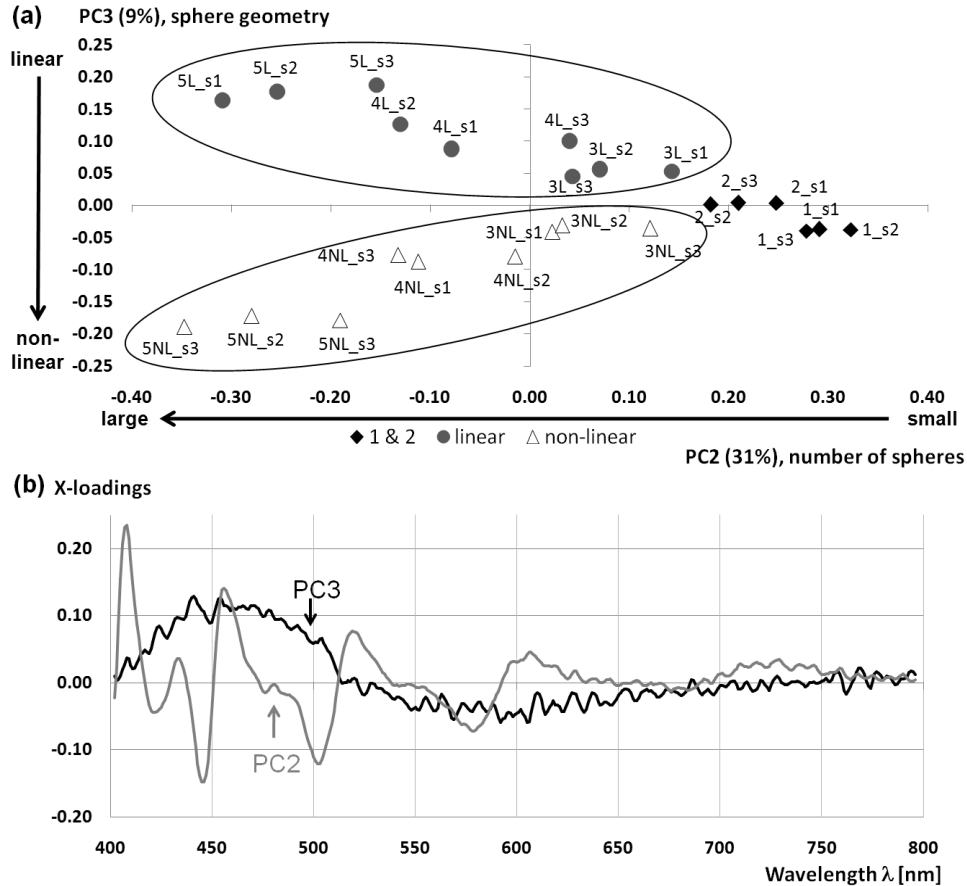 (a) PC3 (9%), sphere geometry
linear
non-
linear
0.25
0.20
0.15
0.10
0.05
0.00
-0.05
-0.10
-0.15
-0.20
-0.25
5L_s1 5L_s2 5L_s3
4L_s2
4L_s1
4L_s3
3L_s2 3L_s1
3L_s3
2_s3 2_s1
2_s2 1_s1
1_s3 1_s2
3NL_s1 3NL_s2
3NL_s3
4NL_s3
4NL_s1 4NL_s2
5NL_s3 5NL_s2 5NL_s3
-0.40 -0.30 -0.20 -0.10 0.00 0.10 0.20 0.30 0.40
large small
1 & 2 linear non-linear
PC2 (31%), number of spheres
(b) X-loadings
0.20
0.10
0.00
-0.10
-0.20
PC3
PC2
400 450 500 550 600 650 700 750 800
Wavelength λ [nm]